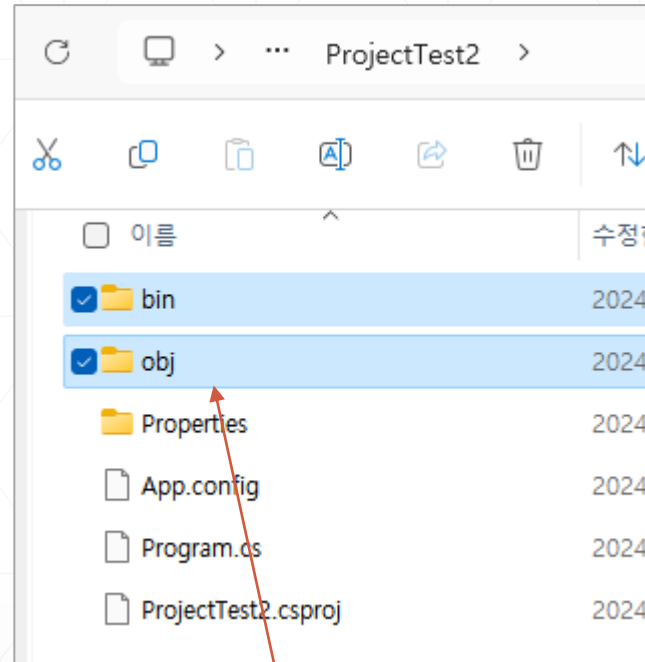 ProjectTest2
이름 수정
bin 2024
obj 2024
Properties 2024
App.config 2024
Program.cs 2024
ProjectTest2.csproj 2024